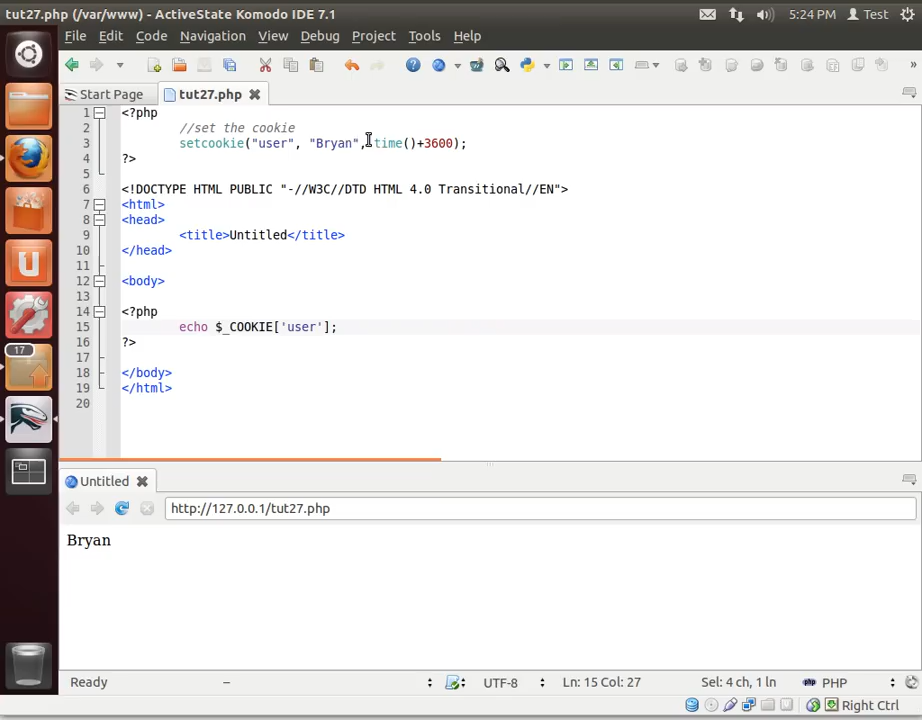 tut27.php (/var/www) - ActiveState Komodo IDE 7.1
5:24 PM Test
File Edit Code Navigation View Debug Project Tools Help
Start Page tut27.php
1 <?php
2 //set the cookie
3 setcookie("user", "Bryan", time()+3600);
4 ?>
5
6 <!DOCTYPE HTML PUBLIC "-//W3C//DTD HTML 4.0 Transitional//EN">
7 <html>
8 <head>
9 <title>Untitled</title>
10 </head>
11
12 <body>
13
14 <?php
15 echo $_COOKIE['user'];
16 ?>
17
17
18 </body>
19 </html>
20
Untitled
http://127.0.0.1/tut27.php
Bryan
Ready – UTF-8 Ln: 15 Col: 27 Sel: 4 ch, 1 ln php PHP
Right Ctrl